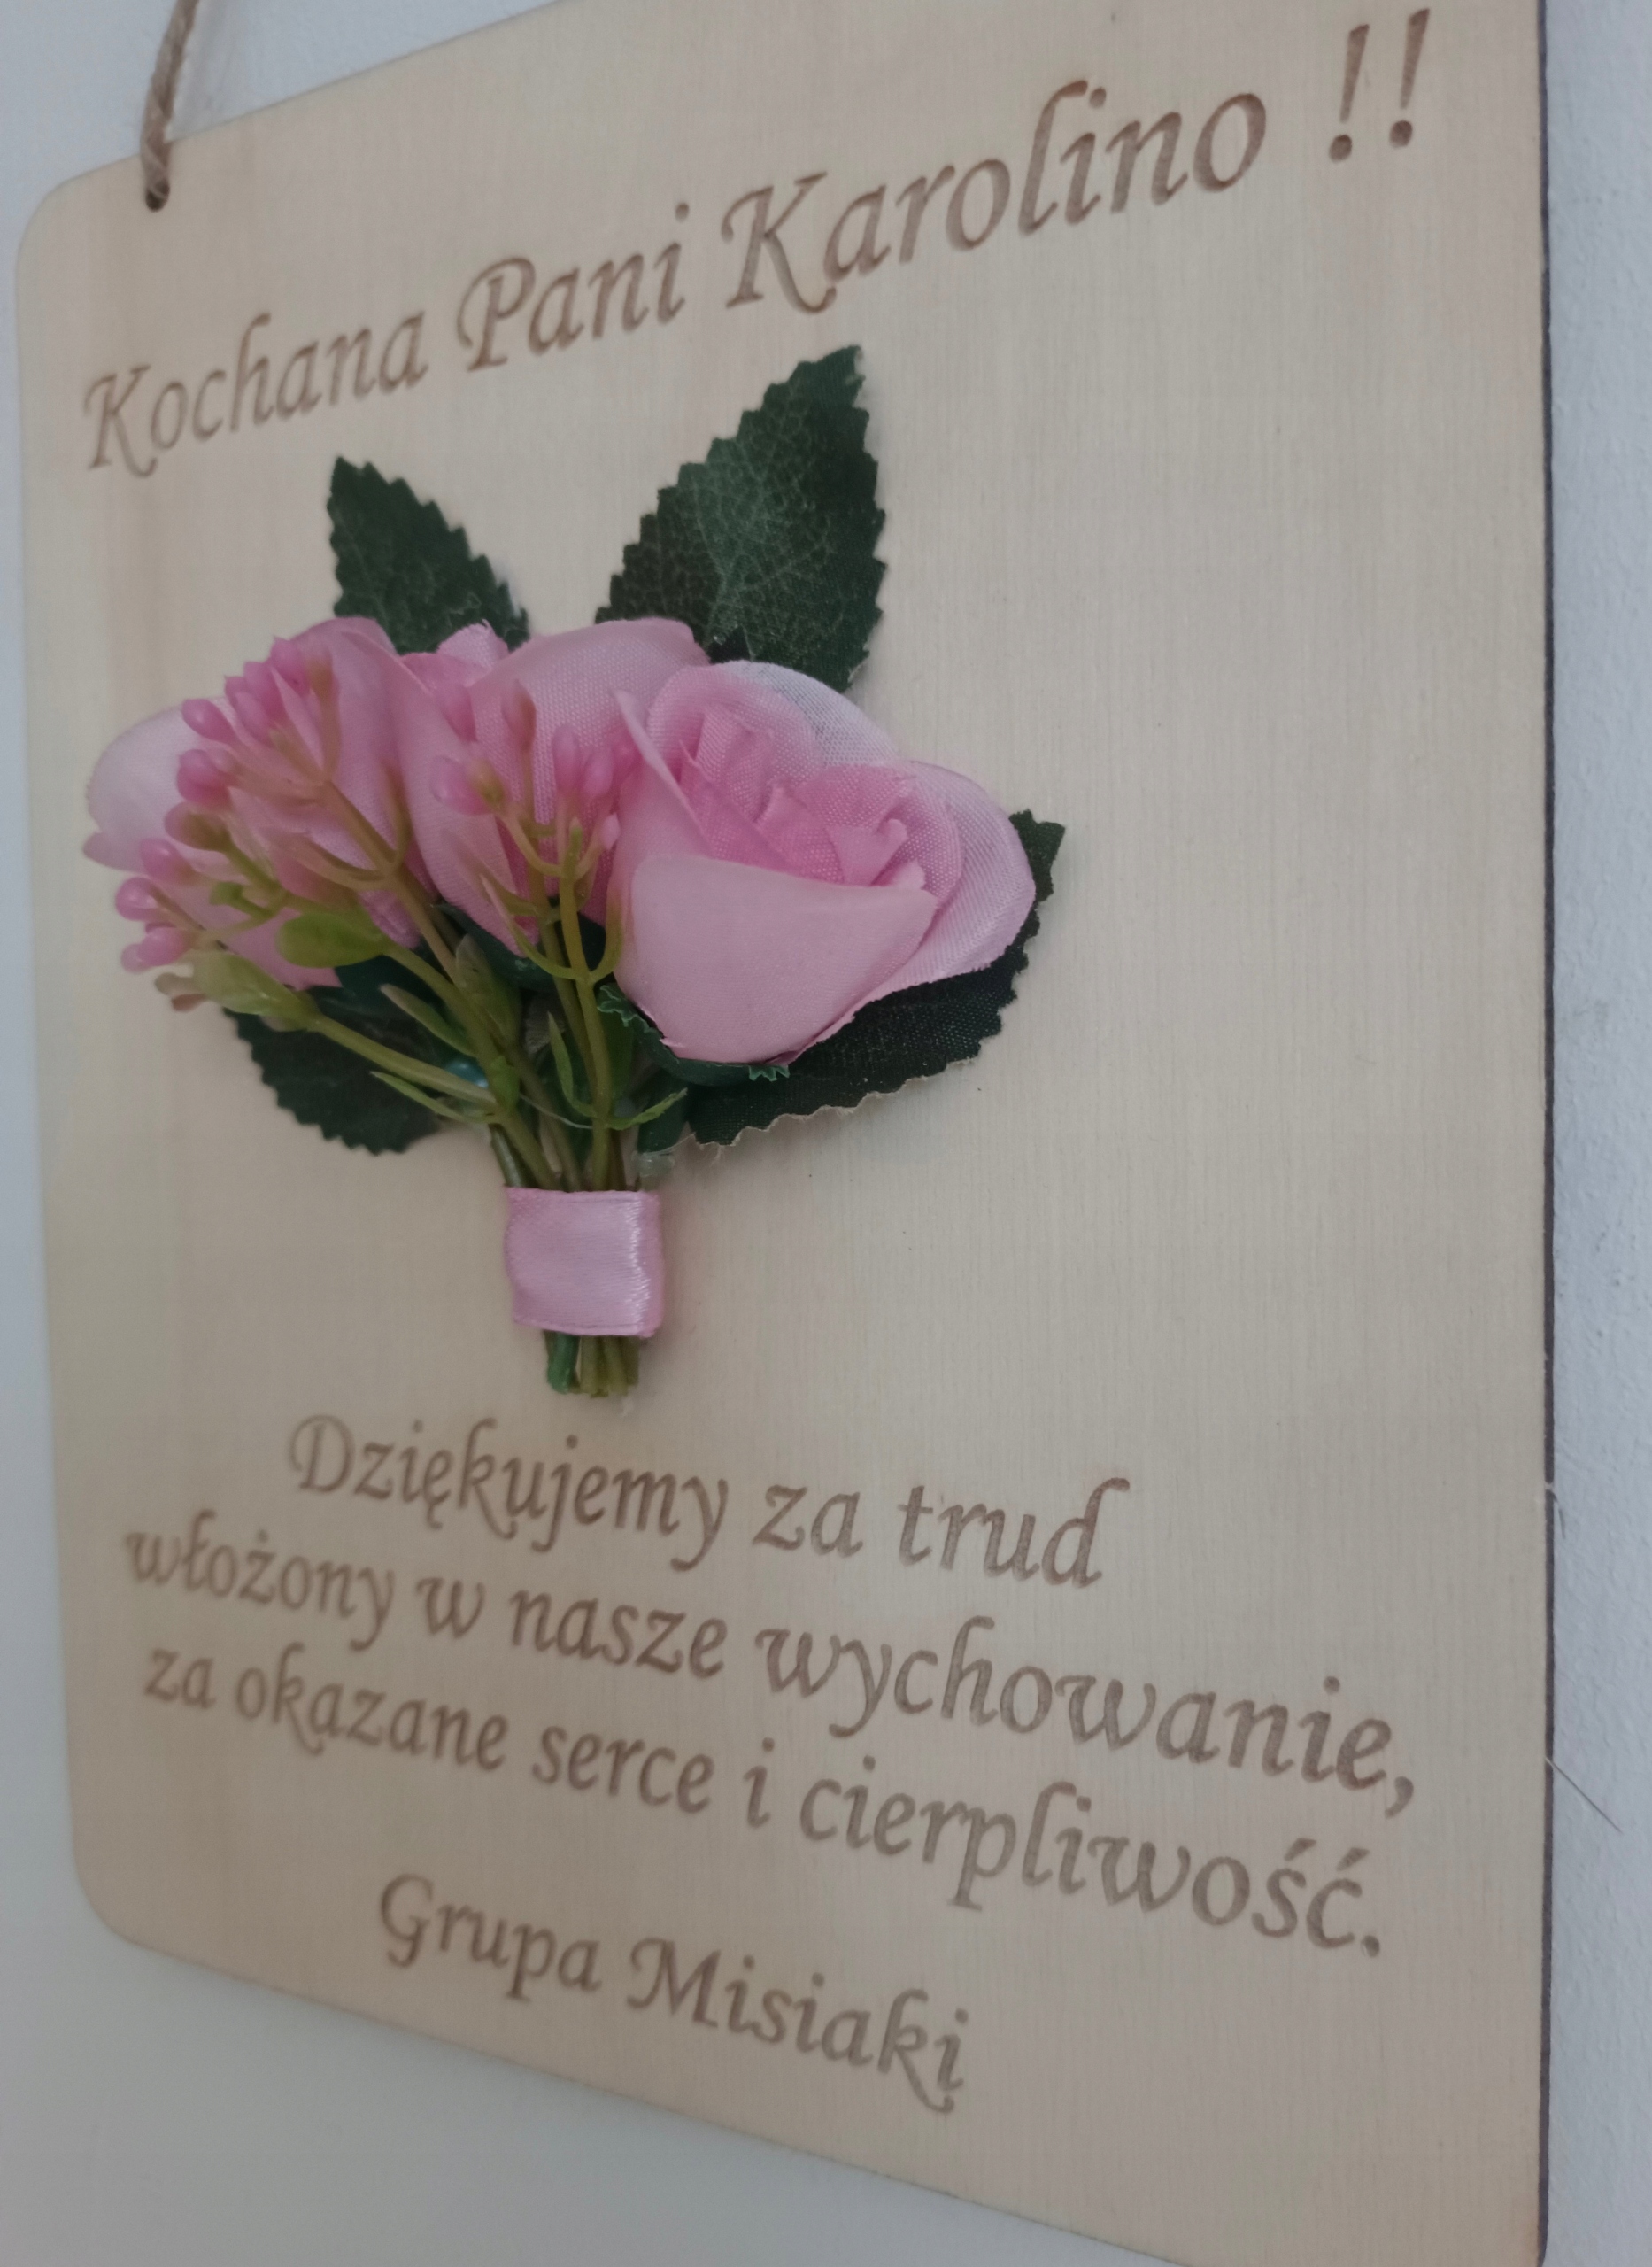 Kochana Pani Karolino !!
Dziękujemy za trud
włożony w nasze wychowanie,
za okazane serce i cierpliwość.
Grupa Misiaki